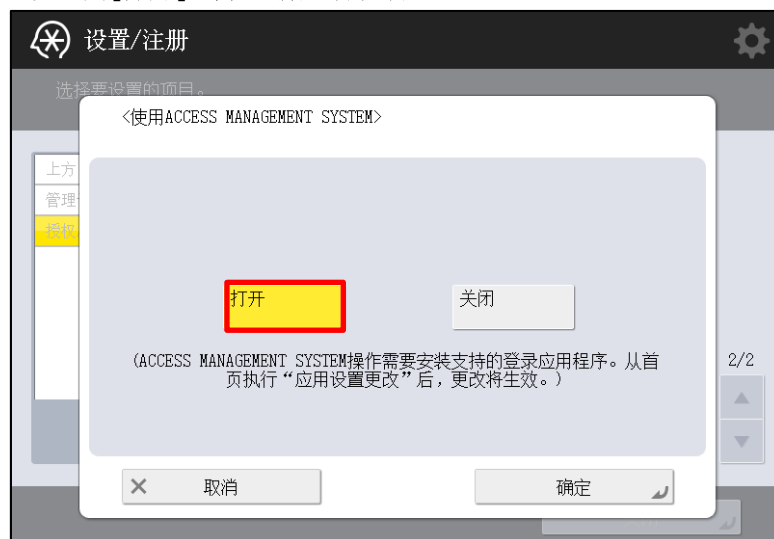 设置/注册
选择要设置的项目。
<使用ACCESS MANAGEMENT SYSTEM>
上方
管理
授权
打开
关闭
(ACCESS MANAGEMENT SYSTEM操作需要安装支持的登录应用程序。从首
页执行“应用设置更改”后，更改将生效。)
2/2
取消
确定